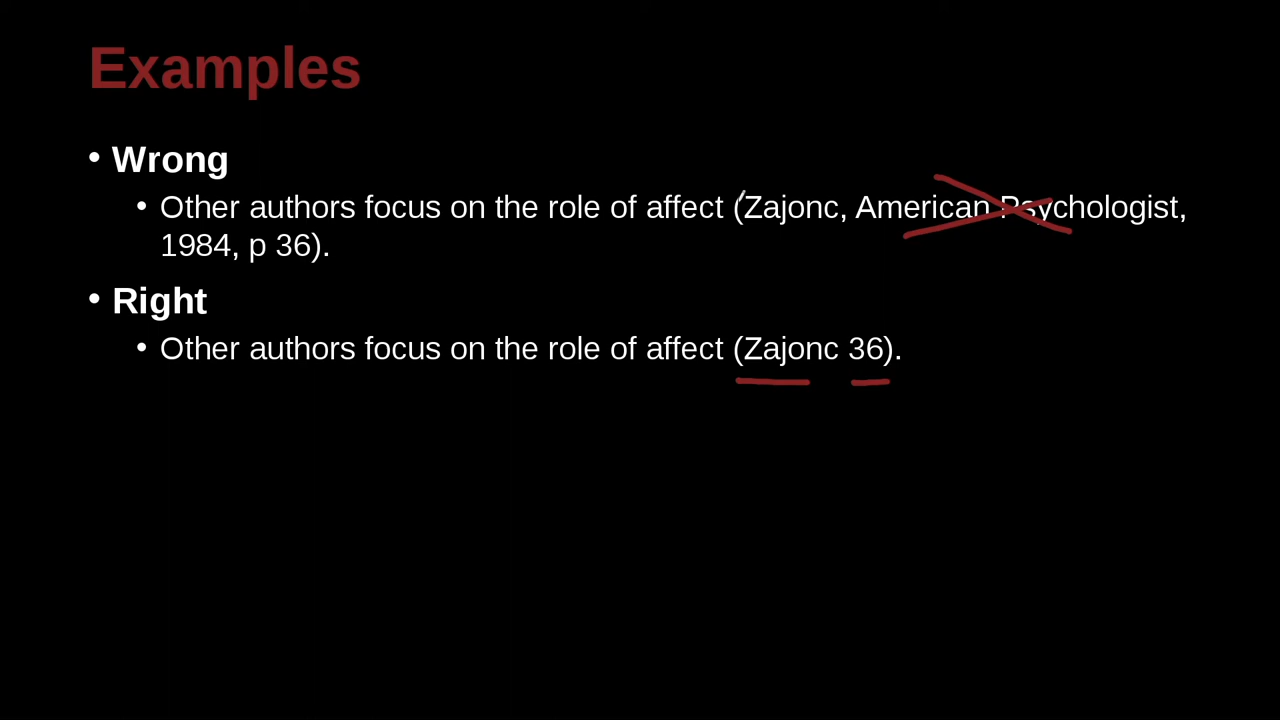 Examples
• Wrong
• Other authors focus on the role of affect (Zajonc, American Psychologist,
1984, p 36).
• Right
• Other authors focus on the role of affect (Zajonc 36).